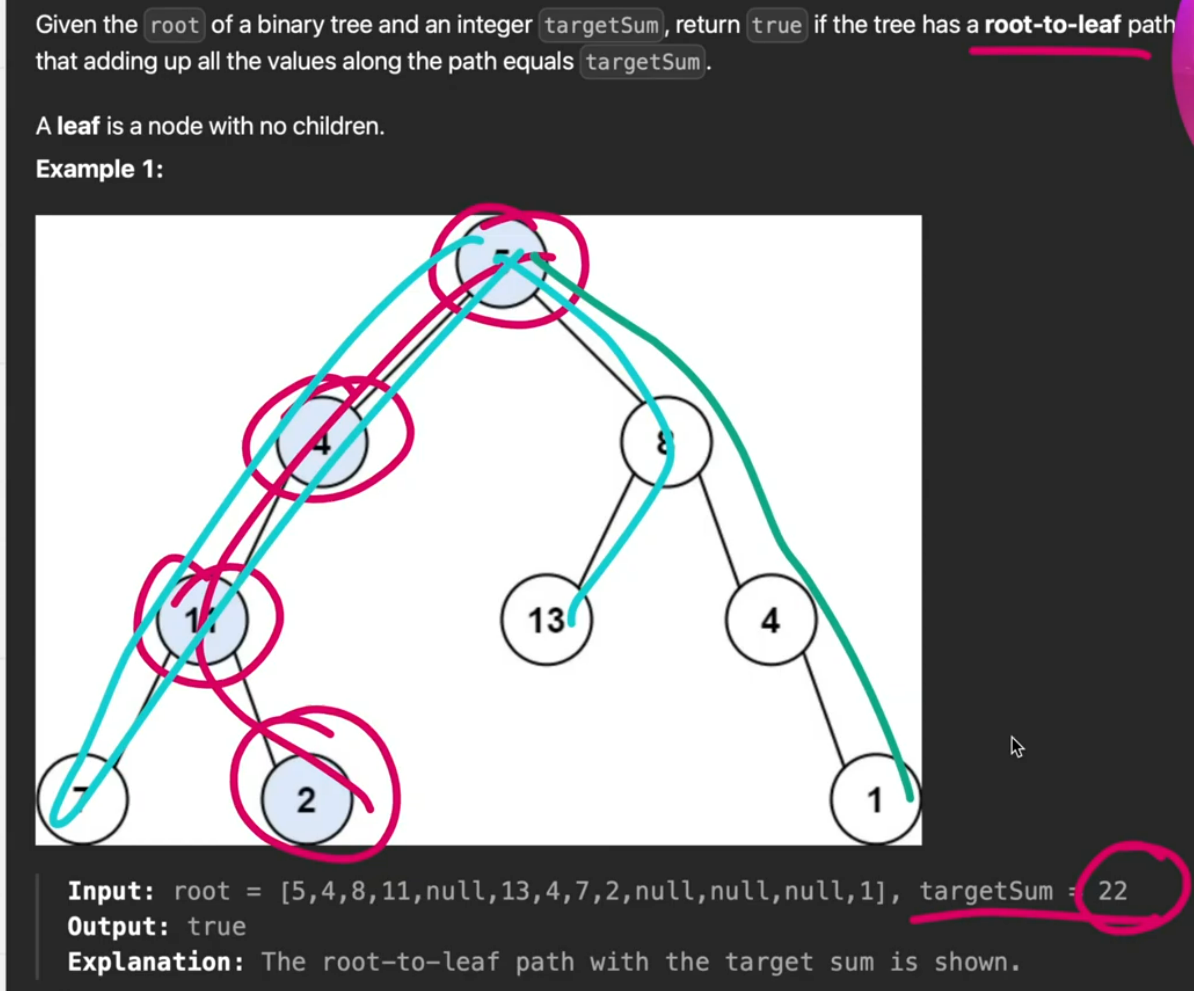 Given the root of a binary tree and an integer targetSum, return true if the tree has a root-to-leaf path
that adding up all the values along the path equals targetSum.
A leaf is a node with no children.
Example 1:
4
8
11
13
4
2
1
Input: root = [5,4,8,11,null,13,4,7,2,null,null,null,1], targetSum = 22
Output: true
Explanation: The root-to-leaf path with the target sum is shown.